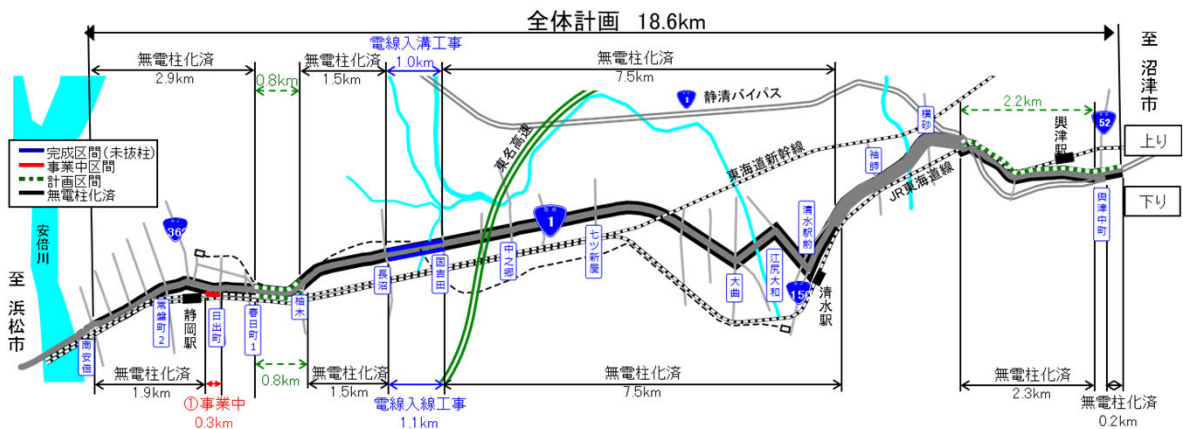 全体計画 18.6km
至 沼津市
無電柱化済
2.9km
0.8km
無電柱化済
1.5km
電線入溝工事
1.0km
無電柱化済
7.5km
2.2km
1
静清バイパス
横砂
興津駅
52
上り
下り
完成区間(未抜柱)
事業中区間
計画区間
無電柱化済
東名高速
東海道新幹線
袖師
JR東海道線
興津中町
安倍川
362
1
清水駅前
至 浜松市
常盤町2
静岡駅
日出町
春日町1
柚木
長沼
国吉田
中之郷
七ツ新屋
大曲
江尻大和
150
清水駅
南安倍
無電柱化済
1.9km
①事業中
0.3km
0.8km
無電柱化済
1.5km
電線入線工事
1.1km
無電柱化済
7.5km
無電柱化済
2.3km
無電柱化済
0.2km